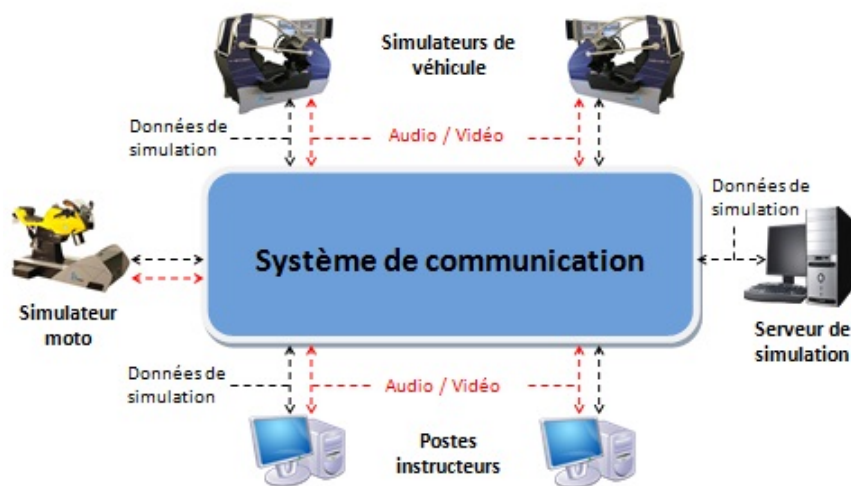 Simulateurs de
véhicule
Données de
simulation
Audio / Vidéo
Données de
simulation
Système de communication
Simulateur
moto
Serveur de
simulation
Données de
simulation
Audio / Vidéo
Postes
instructeurs